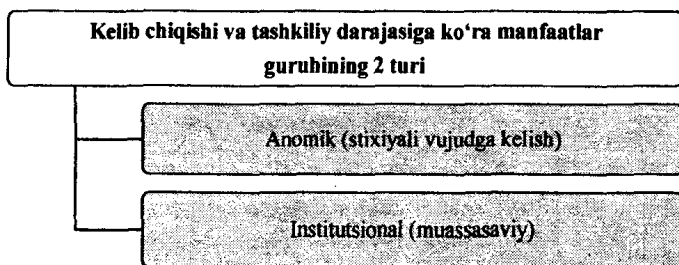 Kelib chiqishi va tashkiliy darajasiga ko‘ra manfaatlar
guruhining 2 turi
Anomik (stixiyali vujudga kelish)
Institutsional (muassasaviy)